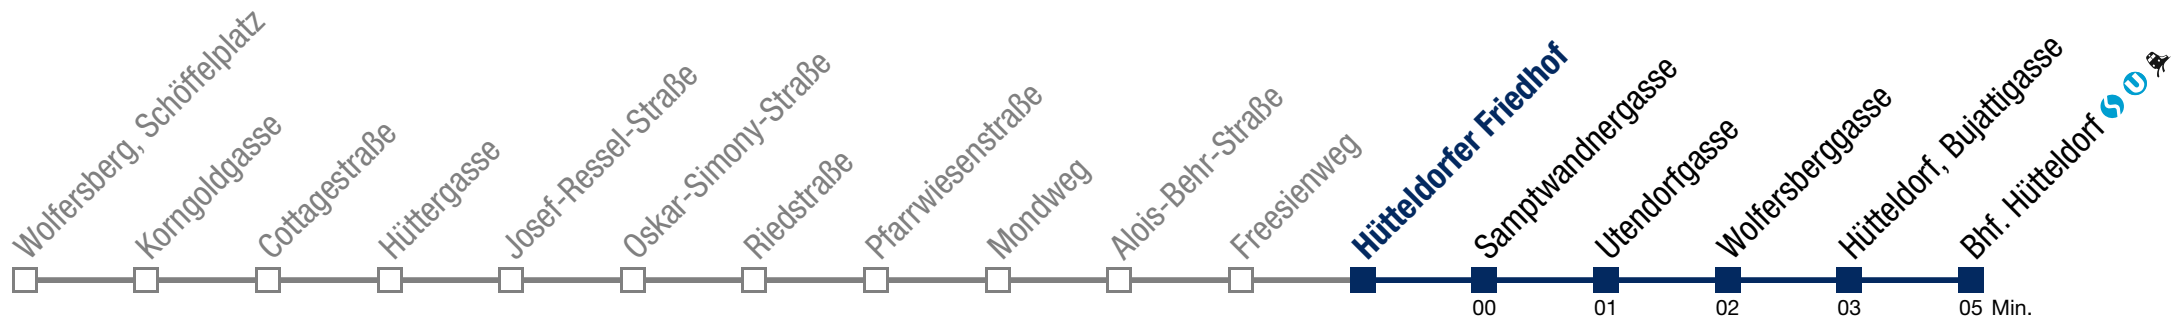 Wolfersberg, Schöffelplatz
Korngoldgasse
Cottagestraße
Hüttergasse
Josef-Ressel-Straße
Oskar-Simony-Straße
Riedstraße
Pfarrwiesenstraße
Mondweg
Alois-Behr-Straße
Freesienweg
Hütteldorfer Friedhof
Samptwandnergasse
Utendorfgasse
Wolfersberggasse
Hütteldorf, Bujattigasse
Bhf. Hütteldorf S U
00 01 02 03 05 Min.